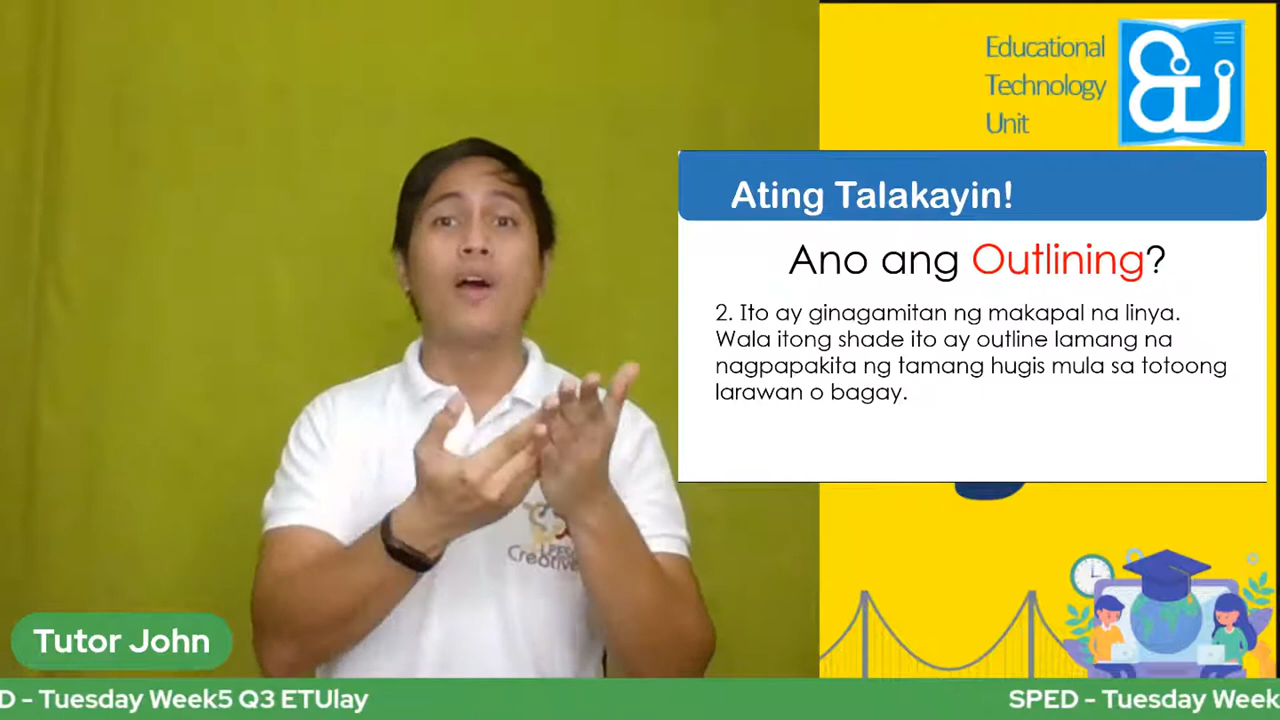 Educational
Technology
Unit
Ating Talakayin!
Ano ang Outlining?
2. Ito ay ginagamitan ng makapal na linya.
Wala itong shade ito ay outline lamang na
nagpapakita ng tamang hugis mula sa totoong
larawan o bagay.
Creative
Tutor John
D - Tuesday Week5 Q3 ETUlay
SPED - Tuesday Week